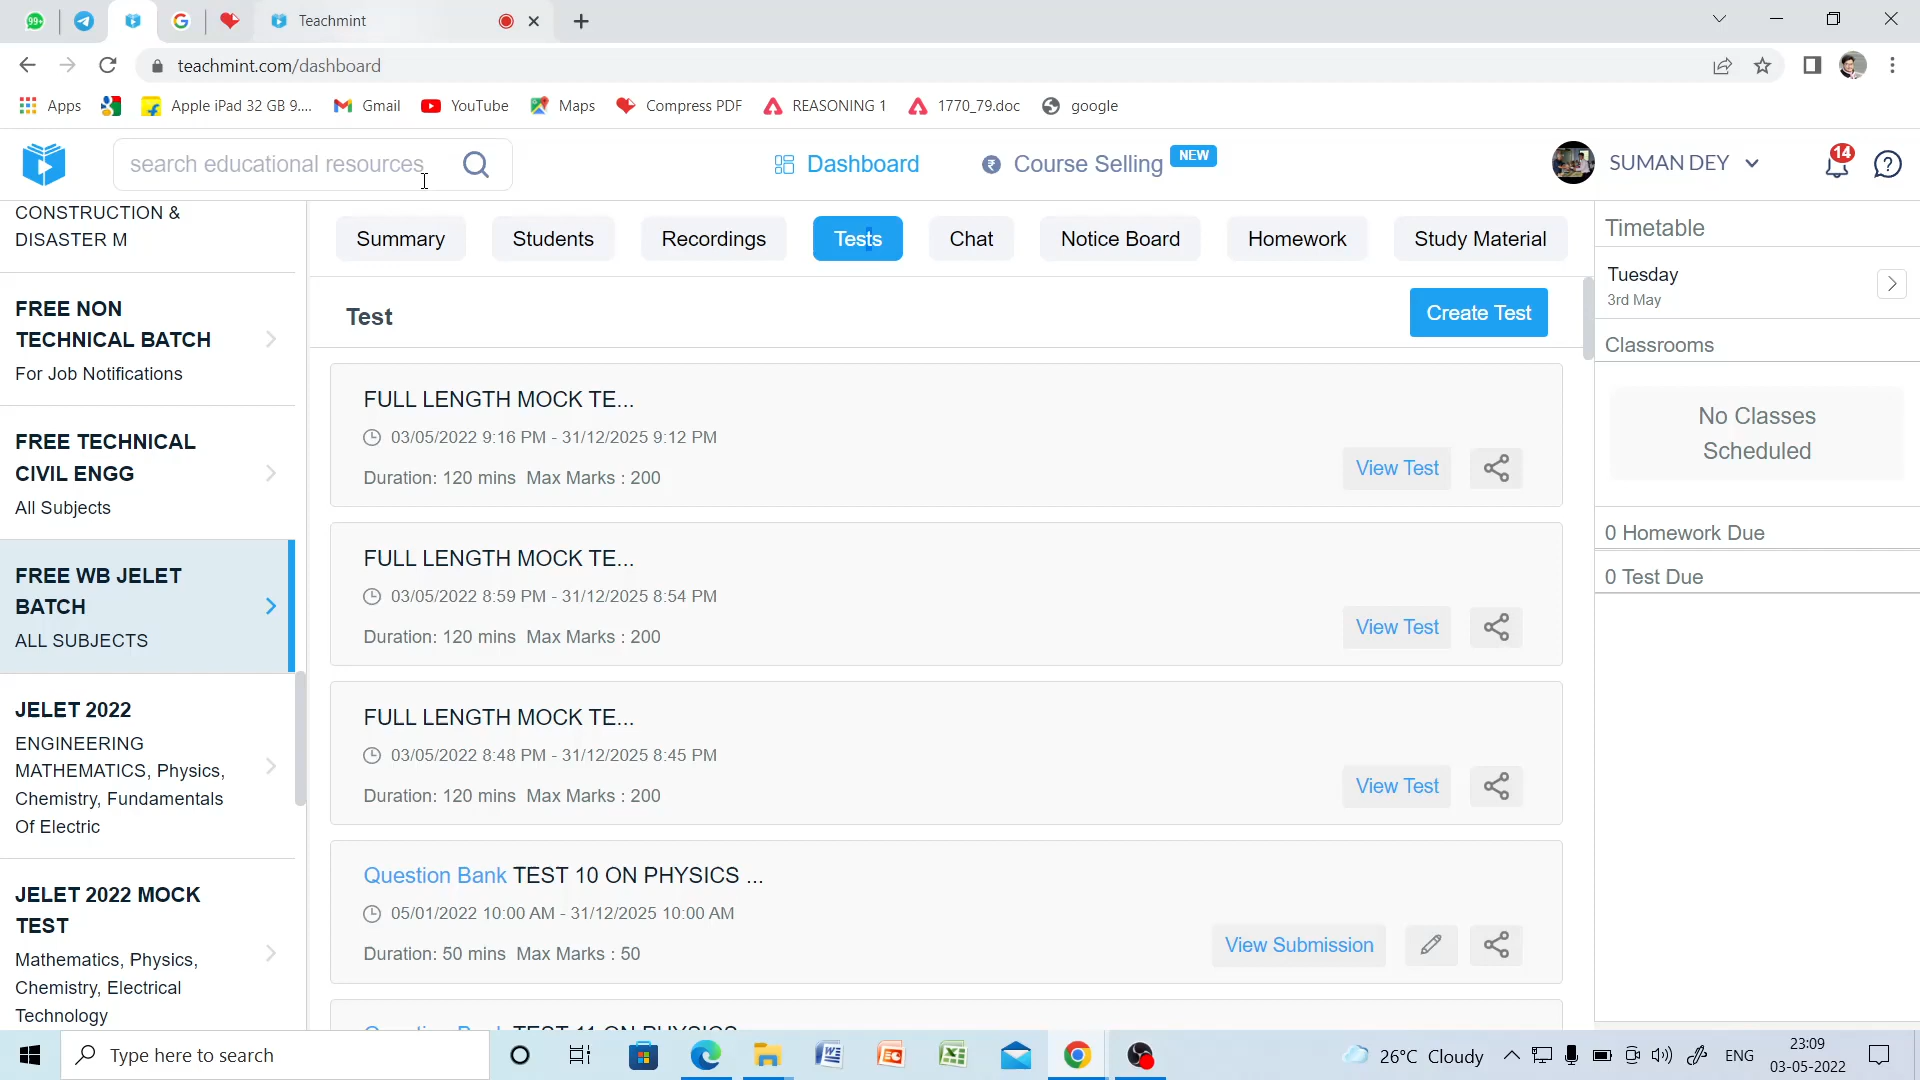 99+
Teachmint
teachmint.com/dashboard
Apps
Apple iPad 32 GB 9....
Gmail
YouTube
Maps
Compress PDF
REASONING 1
1770_79.doc
google
search educational resources
Dashboard
Course Selling
NEW
SUMAN DEY
14
CONSTRUCTION &
DISASTER M
FREE NON
TECHNICAL BATCH
For Job Notifications
FREE TECHNICAL
CIVIL ENGG
All Subjects
FREE WB JELET
BATCH
ALL SUBJECTS
JELET 2022
ENGINEERING
MATHEMATICS, Physics,
Chemistry, Fundamentals
Of Electric
JELET 2022 MOCK
TEST
Mathematics, Physics,
Chemistry, Electrical
Technology
Summary
Students
Recordings
Tests
Chat
Notice Board
Homework
Study Material
Test
Create Test
FULL LENGTH MOCK TE...
03/05/2022 9:16 PM - 31/12/2025 9:12 PM
Duration: 120 mins Max Marks : 200
View Test
FULL LENGTH MOCK TE...
03/05/2022 8:59 PM - 31/12/2025 8:54 PM
Duration: 120 mins Max Marks : 200
View Test
FULL LENGTH MOCK TE...
03/05/2022 8:48 PM - 31/12/2025 8:45 PM
Duration: 120 mins Max Marks : 200
View Test
Question Bank TEST 10 ON PHYSICS ...
05/01/2022 10:00 AM - 31/12/2025 10:00 AM
Duration: 50 mins Max Marks : 50
View Submission
Question Bank TEST 11 ON PHYSICS
Timetable
Tuesday
3rd May
Classrooms
No Classes
Scheduled
0 Homework Due
0 Test Due
Type here to search
26°C Cloudy
ENG
23:09
03-05-2022